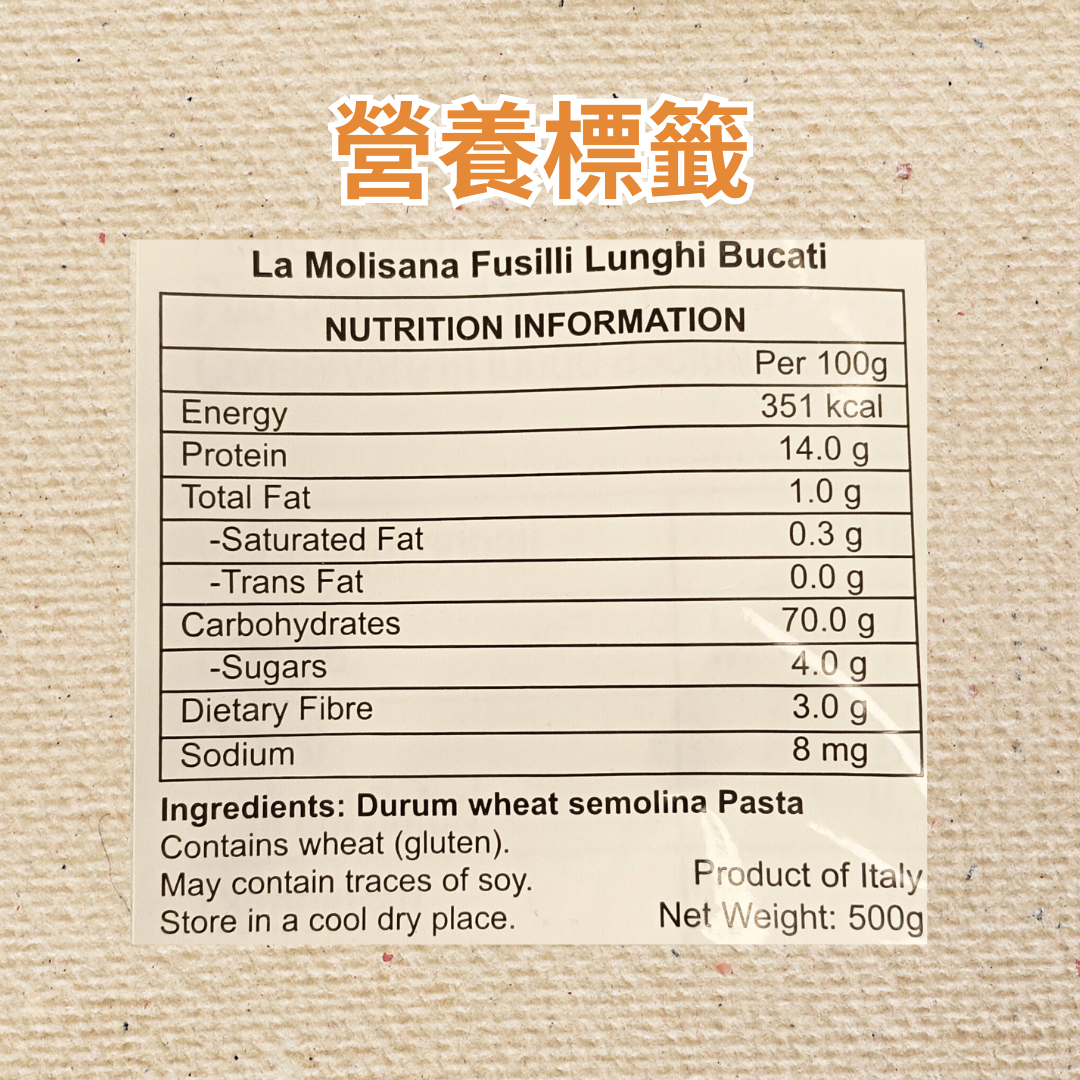 營養標籤
La Molisana Fusilli Lunghi Bucati
NUTRITION INFORMATION
Per 100g
Energy 351 kcal
Protein 14.0 g
Total Fat 1.0 g
-Saturated Fat 0.3 g
-Trans Fat 0.0 g
Carbohydrates 70.0 g
-Sugars 4.0 g
Dietary Fibre 3.0 g
Sodium 8 mg
Ingredients: Durum wheat semolina Pasta
Contains wheat (gluten).
May contain traces of soy.
Store in a cool dry place.
Product of Italy
Net Weight: 500g